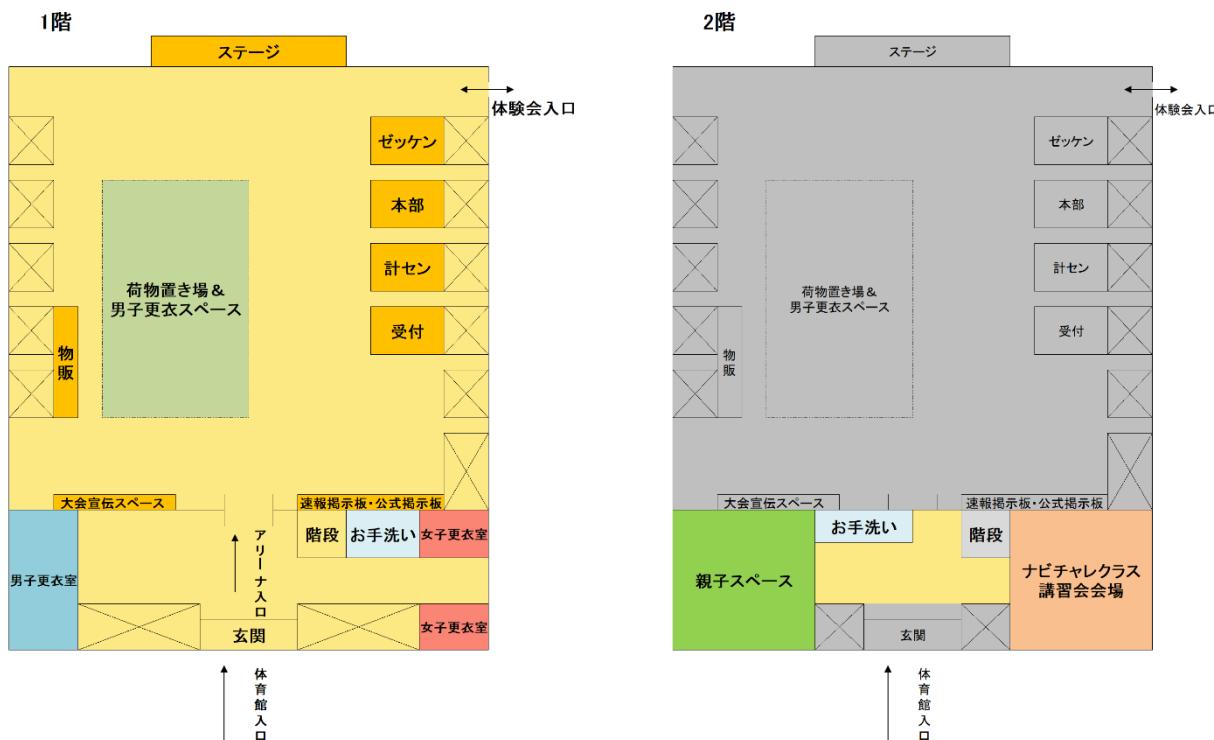 1階
ステージ
体験会入口
ゼッケン
本部
計セン
受付
荷物置き場＆
男子更衣スペース
物販
大会宣伝スペース
速報掲示板・公式掲示板
アリーナ入口
階段
お手洗い
女子更衣室
男子更衣室
玄関
女子更衣室
体育館入口
2階
ステージ
体験会入口
ゼッケン
本部
計セン
受付
荷物置き場＆
男子更衣スペース
物販
大会宣伝スペース
速報掲示板・公式掲示板
お手洗い
階段
親子スペース
ナビチャレクラス
講習会会場
玄関
体育館入口